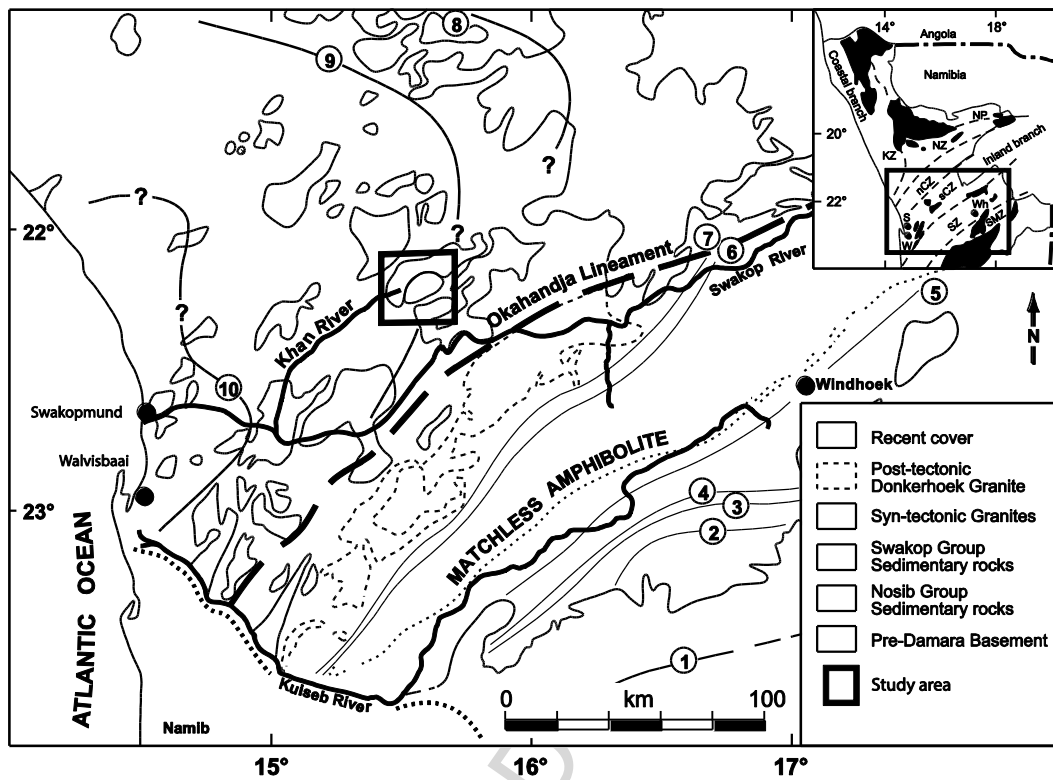 8
9
14°
18°
Angola
Namibia
Coastal branch
20°
NP
KZ
NZ
Inland branch
nCZ
sCZ
22°
Wh
S
W
SZ
SMZ
?
?
?
?
22°
7
6
Okahandja Lineament
Swakop River
5
Khan River
N
10
Windhoek
Swakopmund
Walvisbaai
MATCHLESS AMPHIBOLITE
4
3
2
23°
ATLANTIC OCEAN
1
Kuiseb River
Namib
0 km 100
Recent cover
Post-tectonic
Donkerhoek Granite
Syn-tectonic Granites
Swakop Group
Sedimentary rocks
Nosib Group
Sedimentary rocks
Pre-Damara Basement
Study area
15°
16°
17°